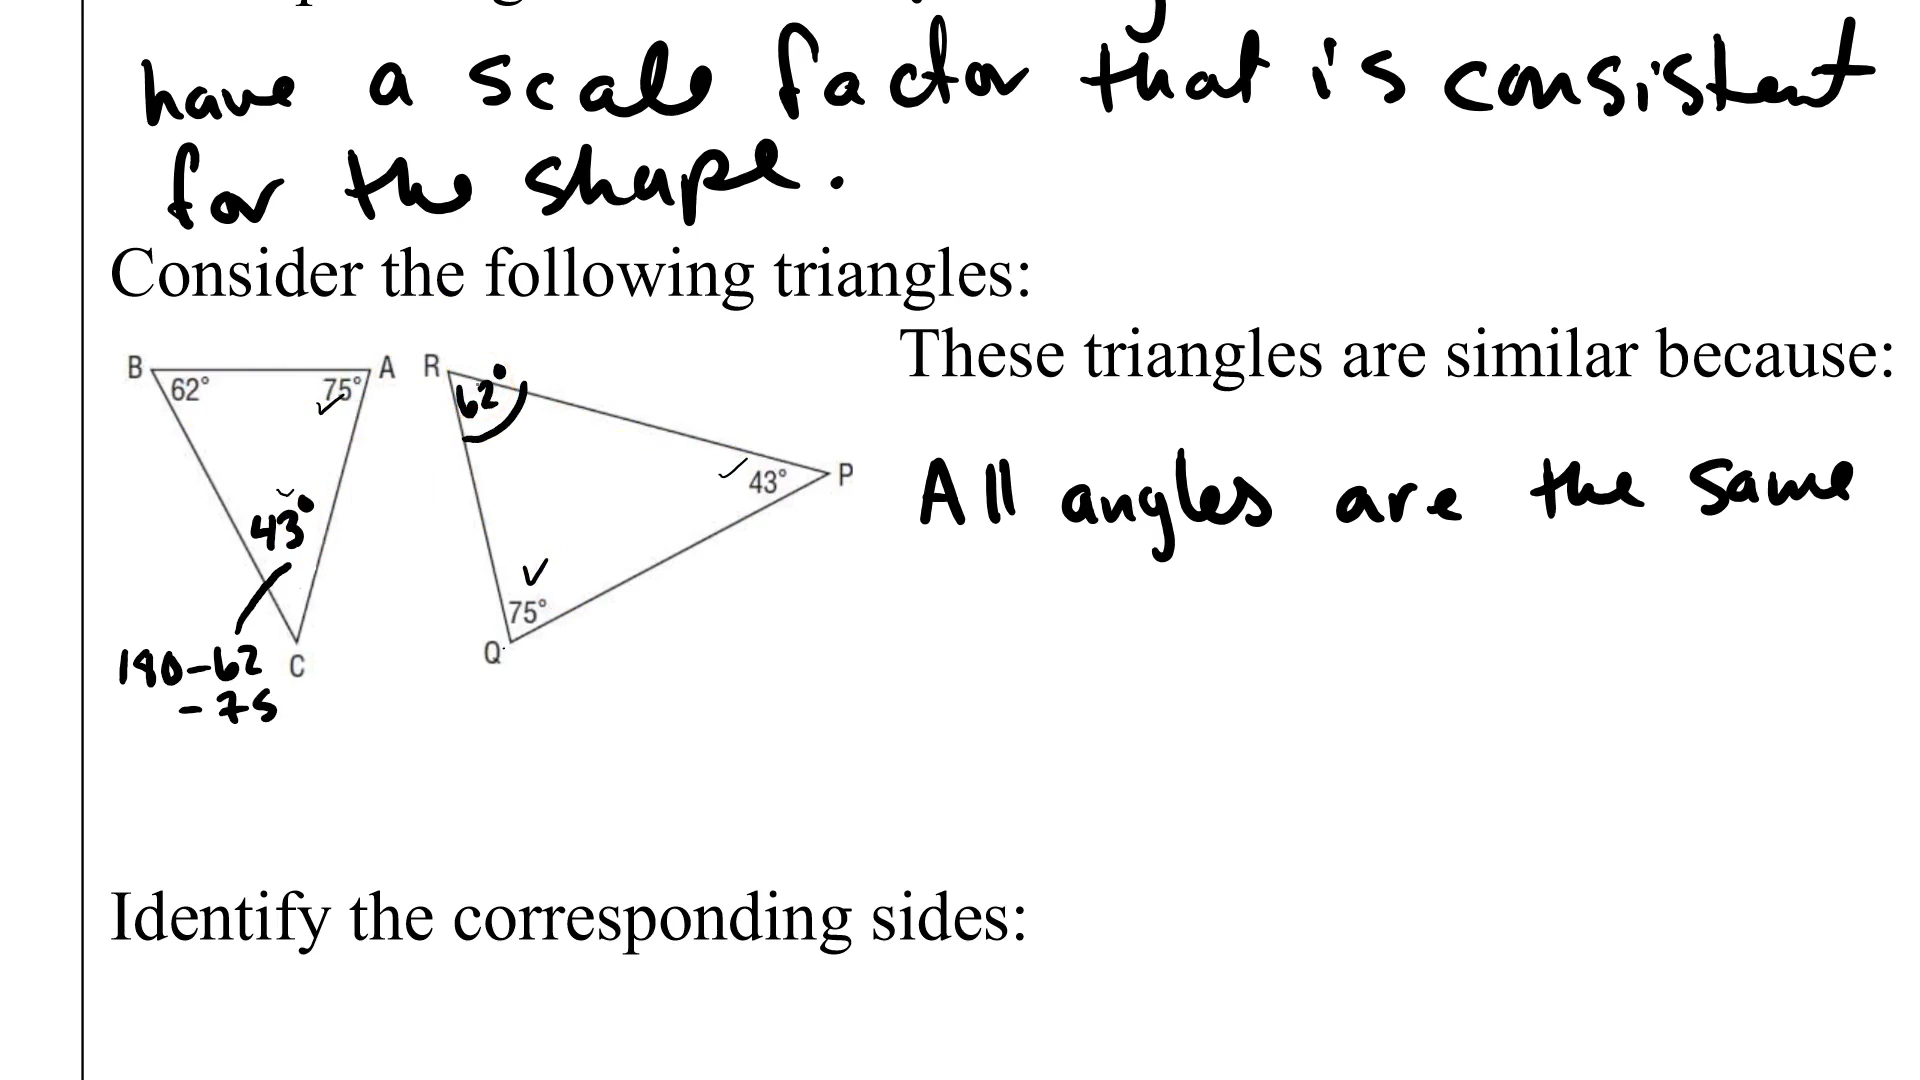 have a scale factor that is consistent
for the shape.
Consider the following triangles:
These triangles are similar because:
B 62° 75° A R 62° 43° P
All angles are the same
43°
75°
Q
180-62 C
- 75
Identify the corresponding sides: